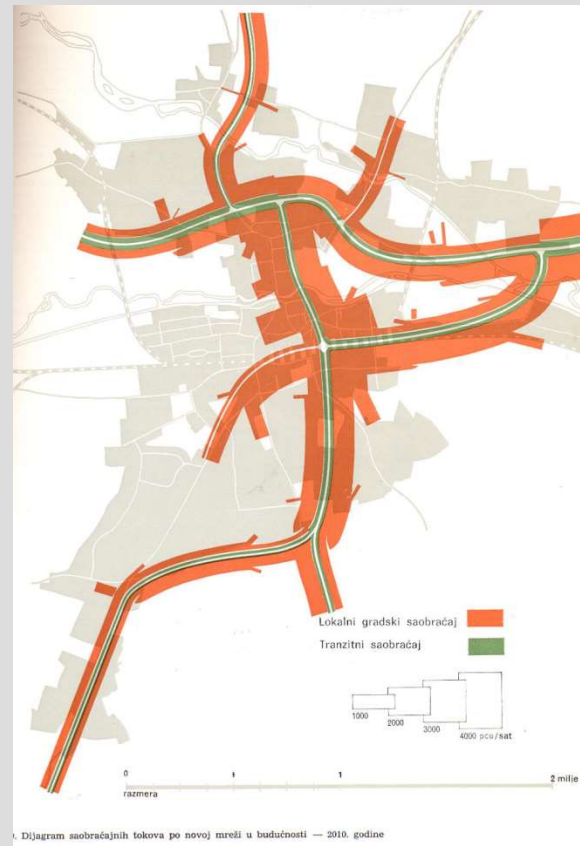 Lokalni gradski saobraćaj
Tranzitni saobraćaj
1000
2000
3000
4000 pcu/sat
0
1
1
2 milje
razmera
. Dijagram saobraćajnih tokova po novoj mreži u budućnosti — 2010. godine